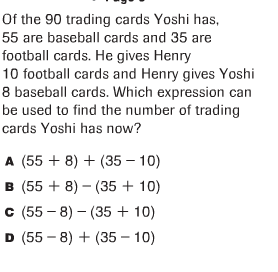 Of the 90 trading cards Yoshi has,
55 are baseball cards and 35 are
football cards. He gives Henry
10 football cards and Henry gives Yoshi
8 baseball cards. Which expression can
be used to find the number of trading
cards Yoshi has now?
A (55 + 8) + (35 – 10)
B (55 + 8) – (35 + 10)
C (55 – 8) – (35 + 10)
D (55 – 8) + (35 – 10)